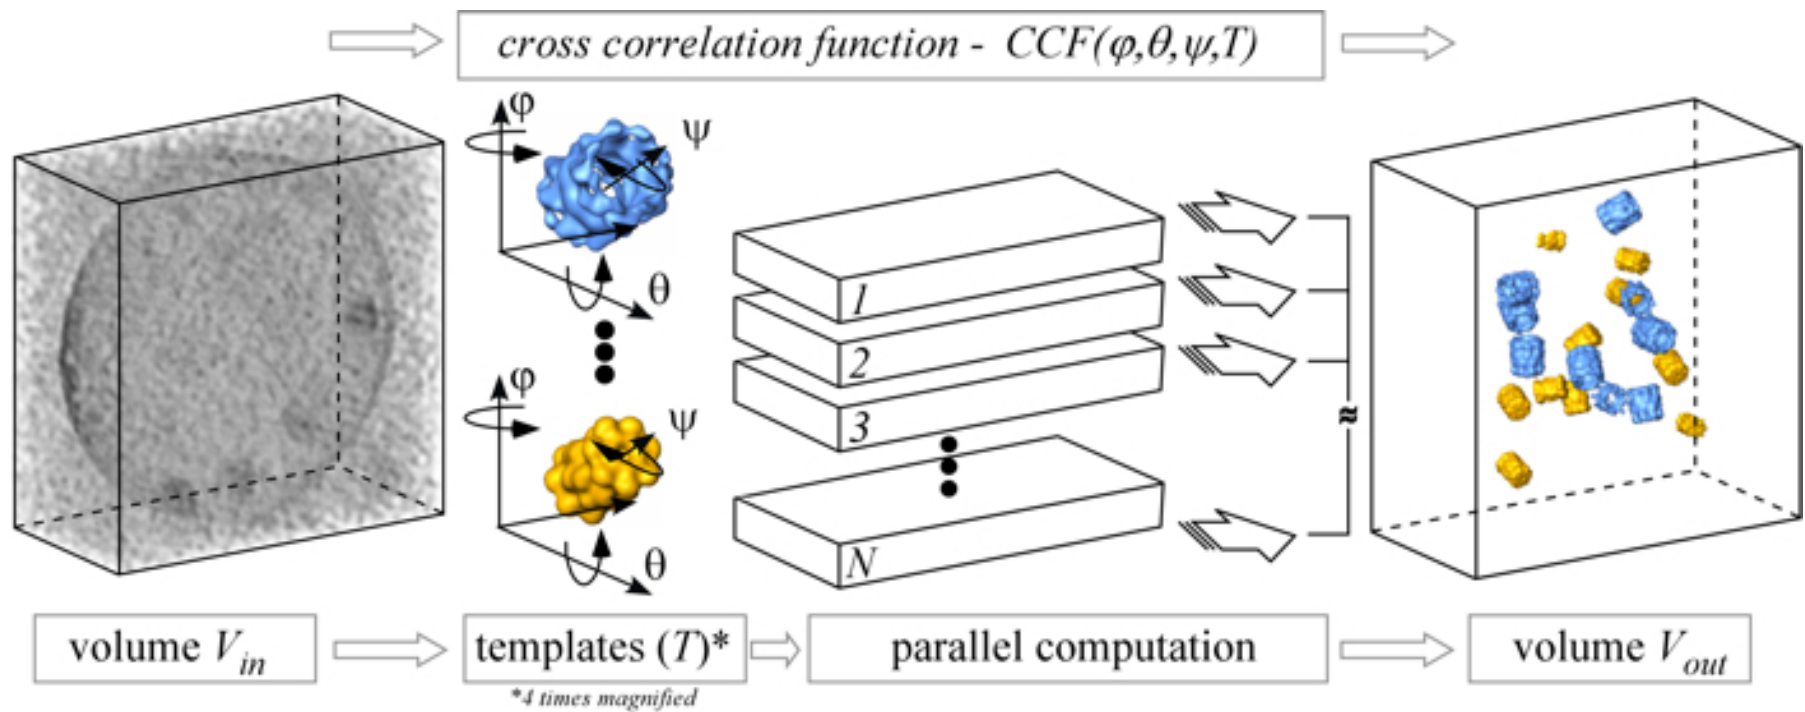 cross correlation function - CCF(φ,θ,ψ,T)
φ
ψ
θ
φ
ψ
θ
1
2
3
N
≈
volume V_in
templates (T)*
parallel computation
volume V_out
*4 times magnified